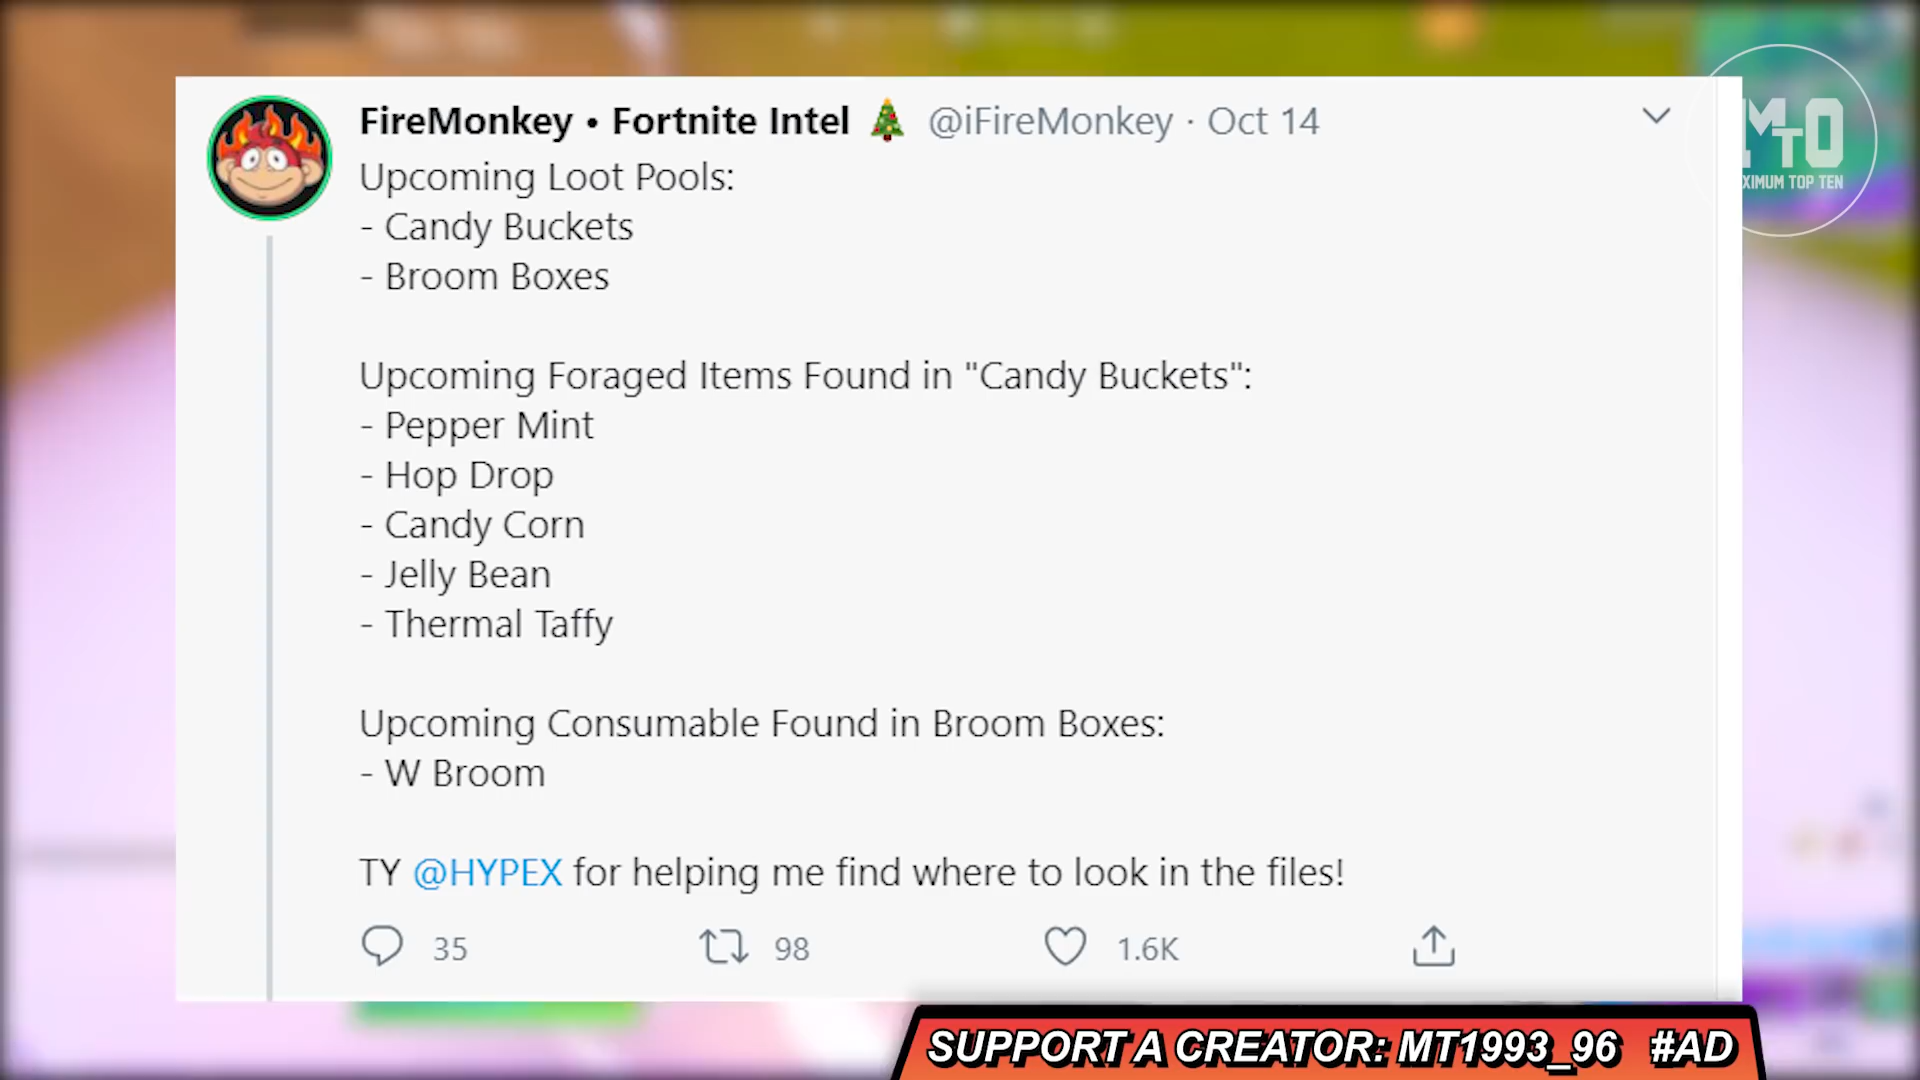 FireMonkey • Fortnite Intel 🎄 @iFireMonkey · Oct 14
Upcoming Loot Pools:
- Candy Buckets
- Broom Boxes
Upcoming Foraged Items Found in "Candy Buckets":
- Pepper Mint
- Hop Drop
- Candy Corn
- Jelly Bean
- Thermal Taffy
Upcoming Consumable Found in Broom Boxes:
- W Broom
TY @HYPEX for helping me find where to look in the files!
35 98 1.6K
TOP TEN
SUPPORT A CREATOR: MT1993_96 #AD